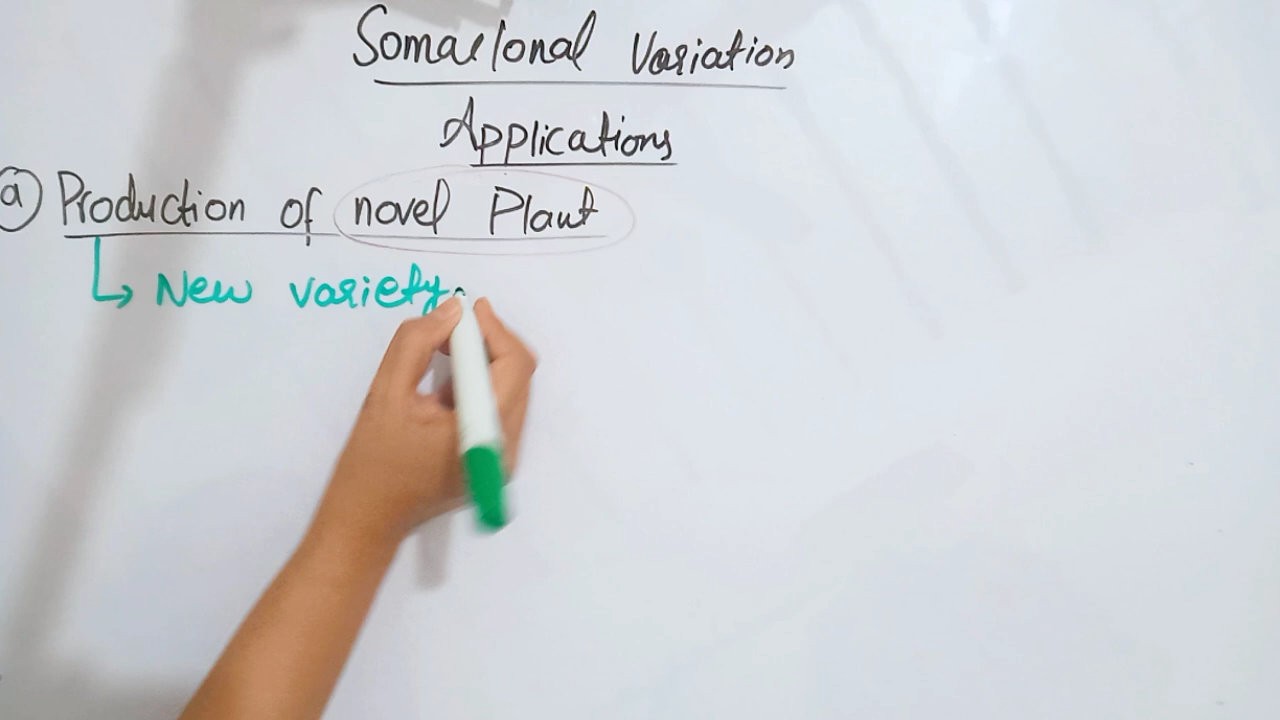 Somaclonal Variation
Applications
a Production of novel Plant
↳ New variety